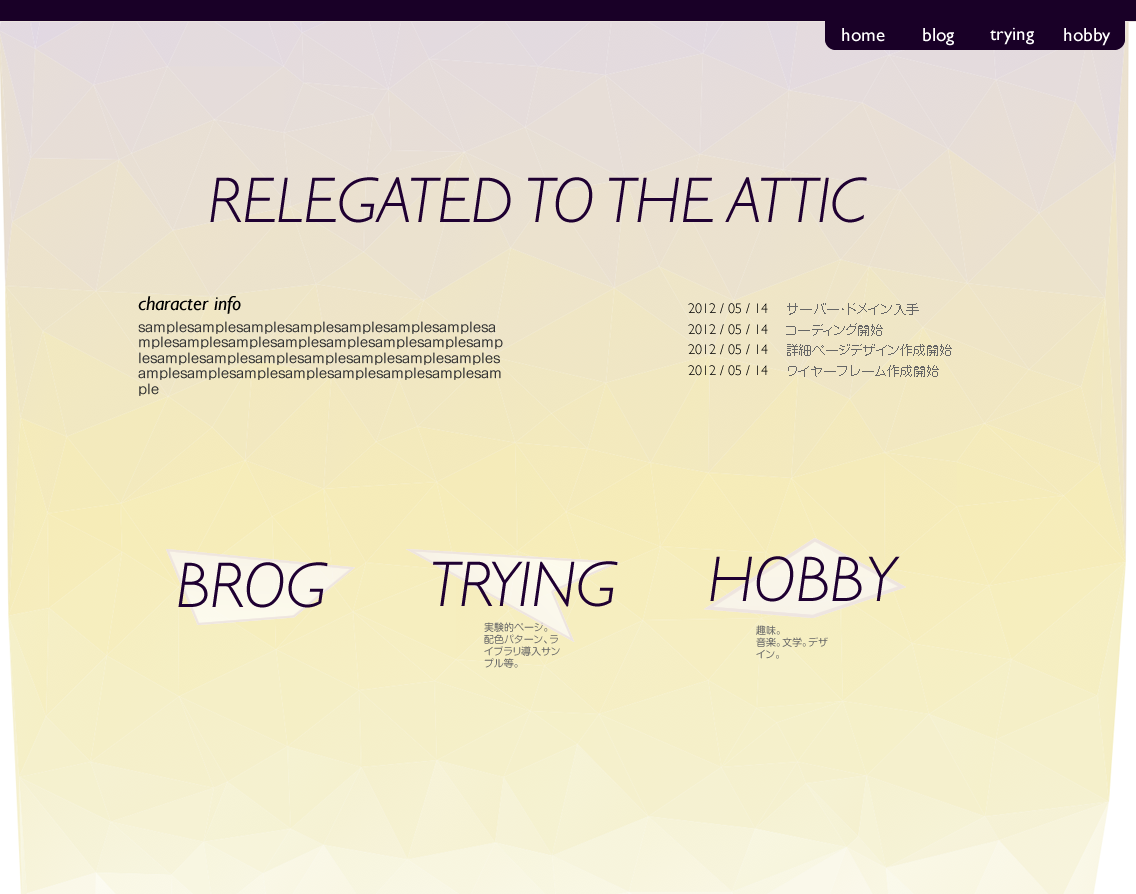 home blog trying hobby
RELEGATED TO THE ATTIC
character info
samplesamplesamplesamplesamplesamplesamplesa
mplesamplesamplesamplesamplesamplesamplesamp
lesamplesamplesamplesamplesamplesamplesamples
amplesamplesamplesamplesamplesamplesamplesam
ple
2012 / 05 / 14 サーバー・ドメイン入手
2012 / 05 / 14 コーディング開始
2012 / 05 / 14 詳細ページデザイン作成開始
2012 / 05 / 14 ワイヤーフレーム作成開始
BROG
TRYING
実験的ページ。
配色パターン、ラ
イブラリ導入サン
プル等。
HOBBY
趣味。
音楽。文学。デザ
イン。